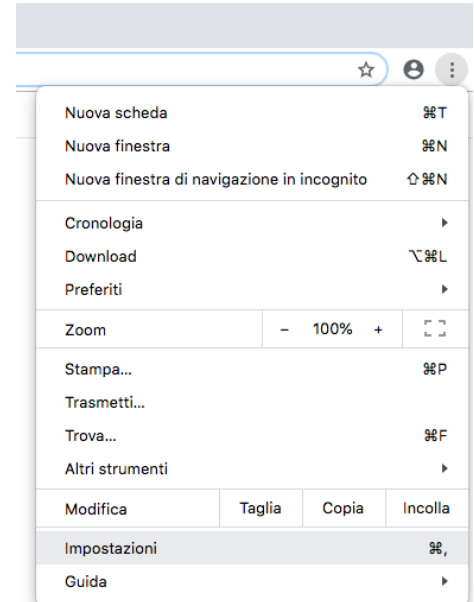 Nuova scheda ⌘T
Nuova finestra ⌘N
Nuova finestra di navigazione in incognito ⇧⌘N
Cronologia
Download ⌥⌘L
Preferiti
Zoom - 100% +
Stampa... ⌘P
Trasmetti...
Trova... ⌘F
Altri strumenti
Modifica Taglia Copia Incolla
Impostazioni ⌘,
Guida